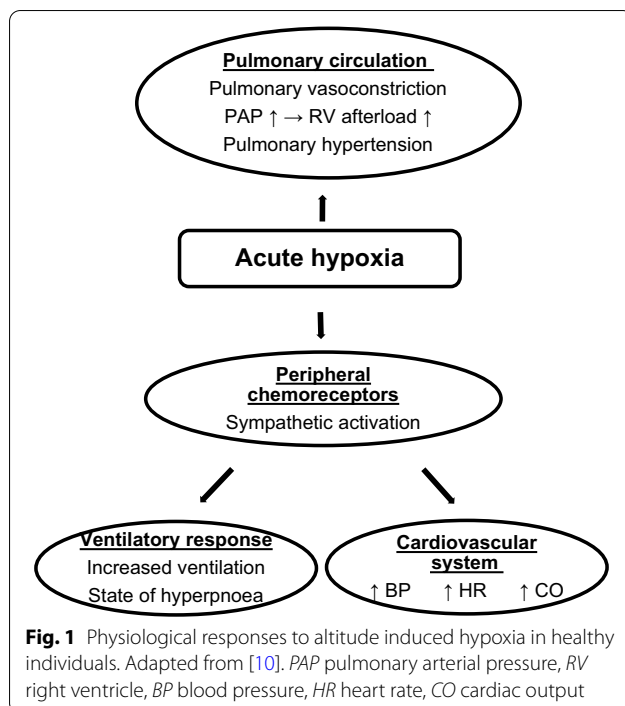 Pulmonary circulation
Pulmonary vasoconstriction
PAP ↑ → RV afterload ↑
Pulmonary hypertension
Acute hypoxia
Peripheral
chemoreceptors
Sympathetic activation
Ventilatory response
Increased ventilation
State of hyperpnoea
Cardiovascular
system
↑ BP ↑ HR ↑ CO
Fig. 1 Physiological responses to altitude induced hypoxia in healthy
individuals. Adapted from [10]. PAP pulmonary arterial pressure, RV
right ventricle, BP blood pressure, HR heart rate, CO cardiac output